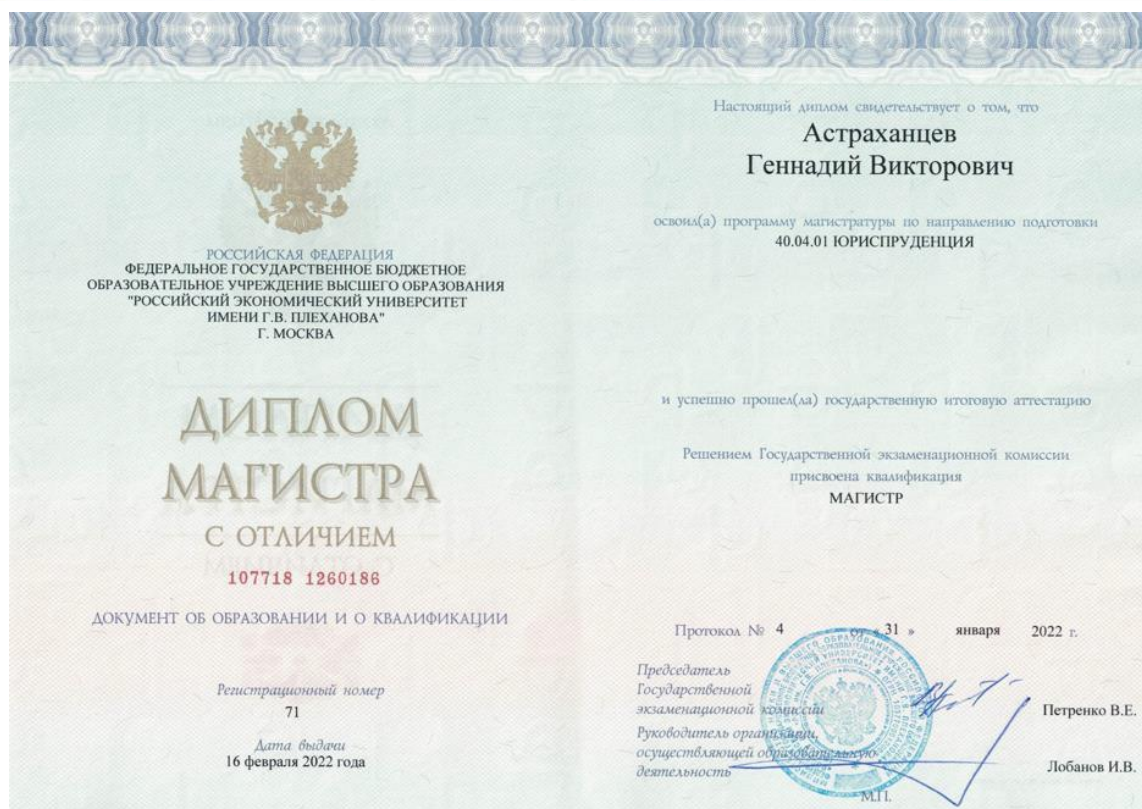 РОССИЙСКАЯ ФЕДЕРАЦИЯ
ФЕДЕРАЛЬНОЕ ГОСУДАРСТВЕННОЕ БЮДЖЕТНОЕ
ОБРАЗОВАТЕЛЬНОЕ УЧРЕЖДЕНИЕ ВЫСШЕГО ОБРАЗОВАНИЯ
"РОССИЙСКИЙ ЭКОНОМИЧЕСКИЙ УНИВЕРСИТЕТ
ИМЕНИ Г.В. ПЛЕХАНОВА"
Г. МОСКВА
ДИПЛОМ
МАГИСТРА
С ОТЛИЧИЕМ
107718 1260186
ДОКУМЕНТ ОБ ОБРАЗОВАНИИ И О КВАЛИФИКАЦИИ
Регистрационный номер
71
Дата выдачи
16 февраля 2022 года
Настоящий диплом свидетельствует о том, что
Астраханцев
Геннадий Викторович
освоил(а) программу магистратуры по направлению подготовки
40.04.01 ЮРИСПРУДЕНЦИЯ
и успешно прошел(ла) государственную итоговую аттестацию
Решением Государственной экзаменационной комиссии
присвоена квалификация
МАГИСТР
Протокол № 4 от « 31 » января 2022 г.
Председатель
Государственной
экзаменационной комиссии
Петренко В.Е.
Руководитель организации,
осуществляющей образовательную
деятельность
Лобанов И.В.
М.П.